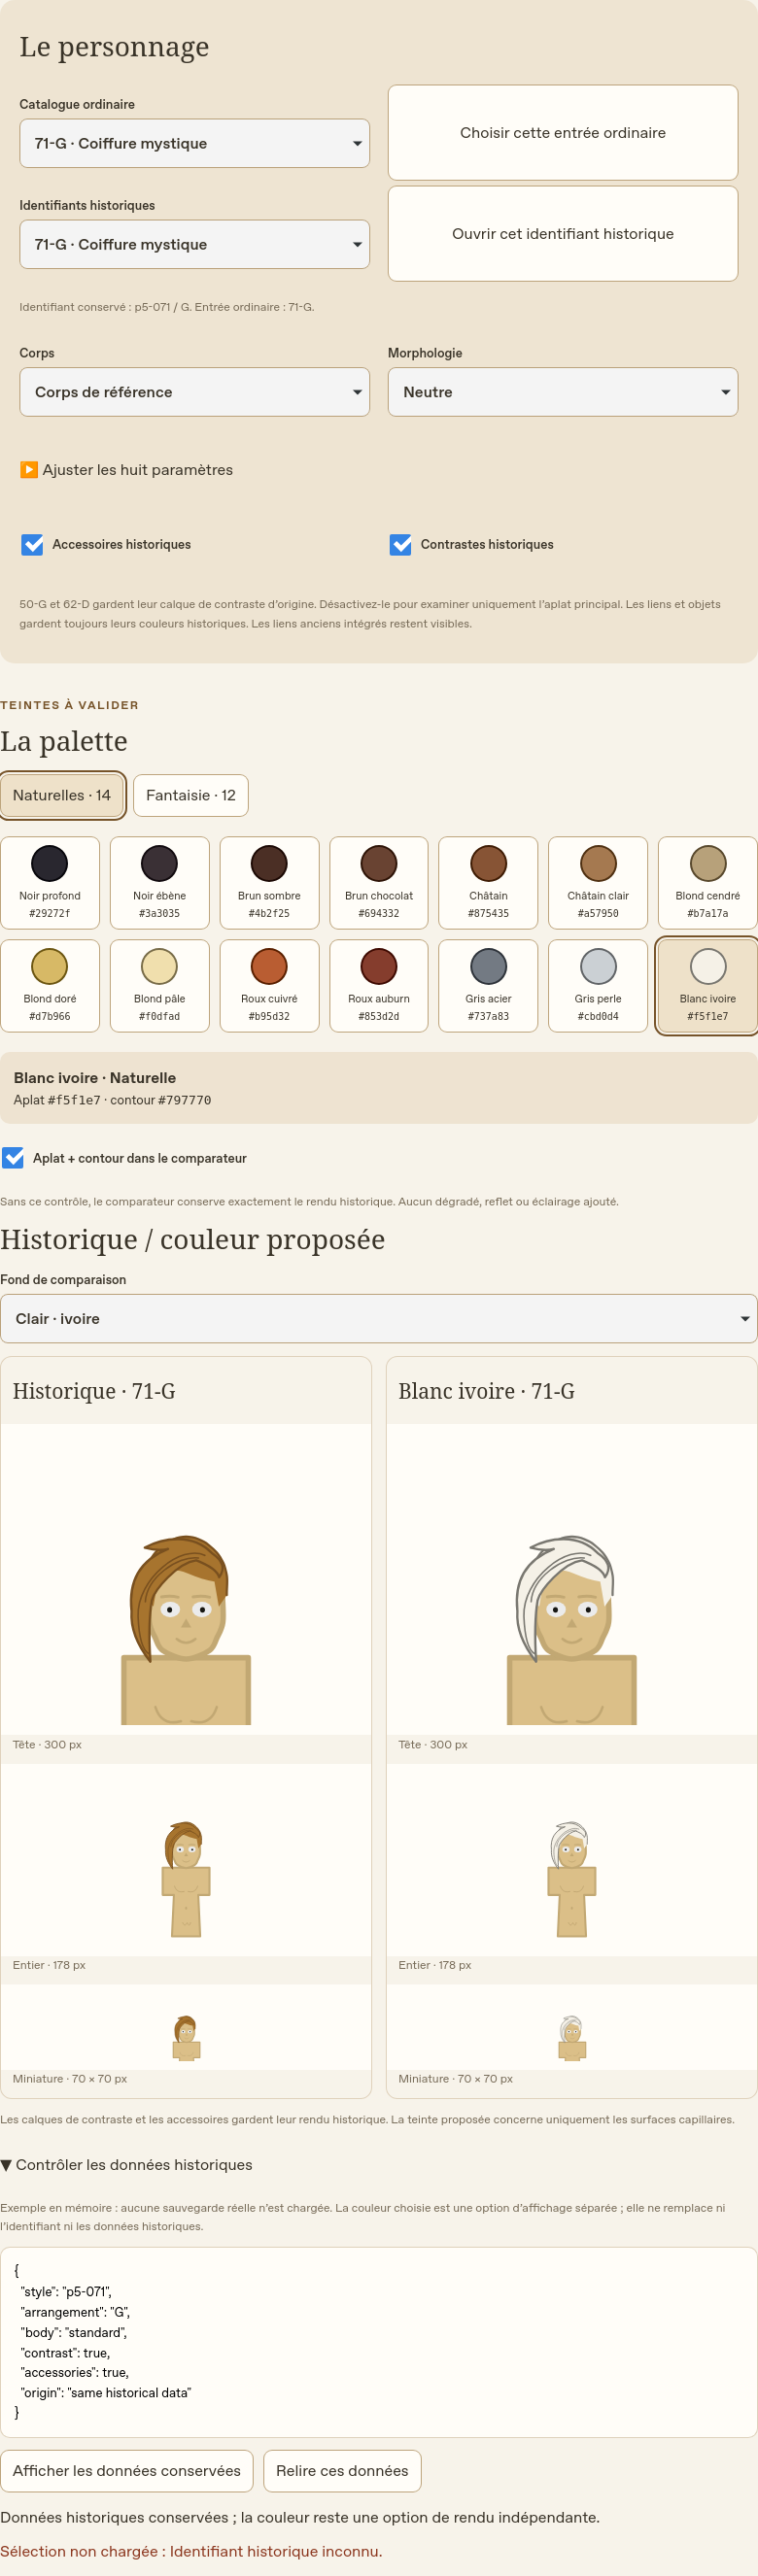 Le personnage
Catalogue ordinaire
71-G · Coiffure mystique
Choisir cette entrée ordinaire
Identifiants historiques
71-G · Coiffure mystique
Ouvrir cet identifiant historique
Identifiant conservé : p5-071 / G. Entrée ordinaire : 71-G.
Corps
Corps de référence
Morphologie
Neutre
Ajuster les huit paramètres
Accessoires historiques
Contrastes historiques
50-G et 62-D gardent leur calque de contraste d’origine. Désactivez-le pour examiner uniquement l’aplat principal. Les liens et objets
gardent toujours leurs couleurs historiques. Les liens anciens intégrés restent visibles.
TEINTES À VALIDER
La palette
Naturelles · 14
Fantaisie · 12
Noir profond
#29272f
Noir ébène
#3a3035
Brun sombre
#4b2f25
Brun chocolat
#694332
Châtain
#875435
Châtain clair
#a57950
Blond cendré
#b7a17a
Blond doré
#d7b966
Blond pâle
#f0dfad
Roux cuivré
#b95d32
Roux auburn
#853d2d
Gris acier
#737a83
Gris perle
#cbd0d4
Blanc ivoire
#f5f1e7
Blanc ivoire · Naturelle
Aplat #f5f1e7 · contour #797770
Aplat + contour dans le comparateur
Sans ce contrôle, le comparateur conserve exactement le rendu historique. Aucun dégradé, reflet ou éclairage ajouté.
Historique / couleur proposée
Fond de comparaison
Clair · ivoire
Historique · 71-G
Blanc ivoire · 71-G
Tête · 300 px
Tête · 300 px
Entier · 178 px
Entier · 178 px
Miniature · 70 × 70 px
Miniature · 70 × 70 px
Les calques de contraste et les accessoires gardent leur rendu historique. La teinte proposée concerne uniquement les surfaces capillaires.
Contrôler les données historiques
Exemple en mémoire : aucune sauvegarde réelle n’est chargée. La couleur choisie est une option d’affichage séparée ; elle ne remplace ni
l’identifiant ni les données historiques.
{
"style": "p5-071",
"arrangement": "G",
"body": "standard",
"contrast": true,
"accessories": true,
"origin": "same historical data"
}
Afficher les données conservées
Relire ces données
Données historiques conservées ; la couleur reste une option de rendu indépendante.
Sélection non chargée : Identifiant historique inconnu.